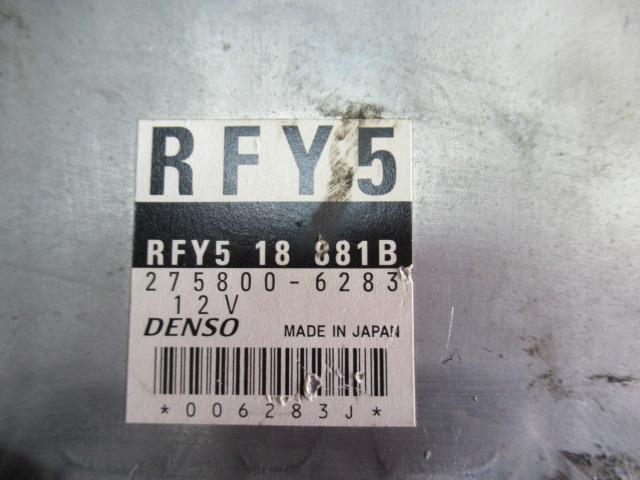 RFY5
RFY5 18 881B
275800-6283
12V
DENSO MADE IN JAPAN
*006283J*